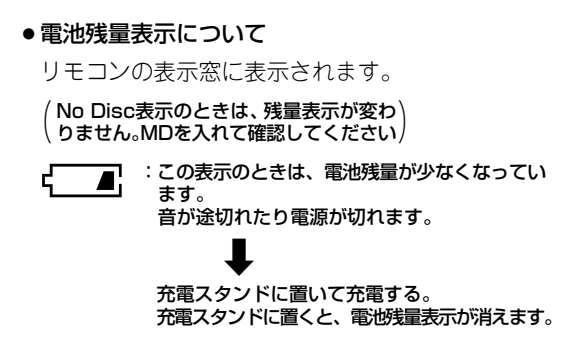 ●電池残量表示について
リモコンの表示窓に表示されます。
(No Disc表示のときは、残量表示が変わ
りません。MDを入れて確認してください)
：この表示のときは、電池残量が少なくなってい
ます。
音が途切れたり電源が切れます。
充電スタンドに置いて充電する。
充電スタンドに置くと、電池残量表示が消えます。